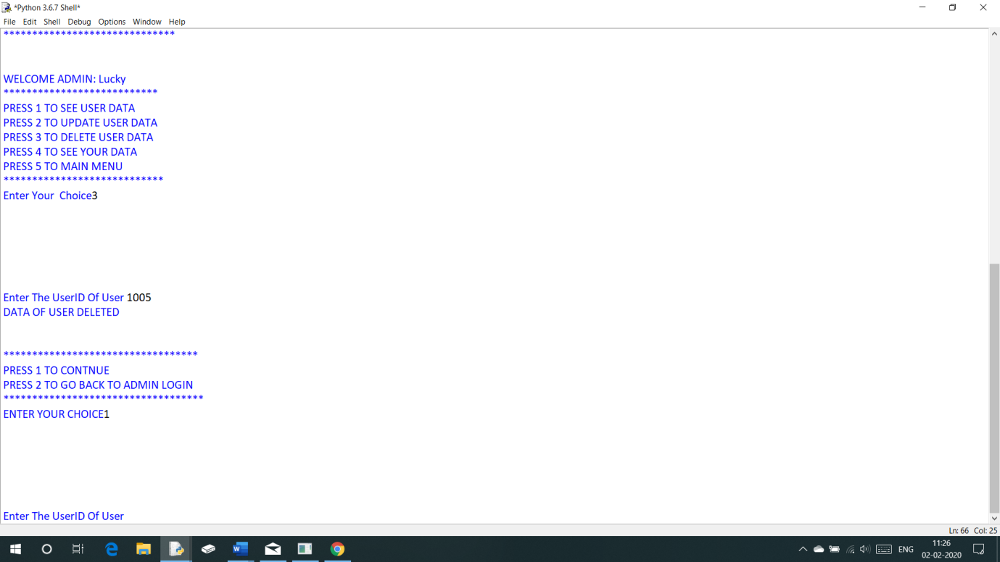 *Python 3.6.7 Shell*
File Edit Shell Debug Options Window Help
******************************
WELCOME ADMIN: Lucky
***************************
PRESS 1 TO SEE USER DATA
PRESS 2 TO UPDATE USER DATA
PRESS 3 TO DELETE USER DATA
PRESS 4 TO SEE YOUR DATA
PRESS 5 TO MAIN MENU
****************************
Enter Your  Choice3
Enter The UserID Of User 1005
DATA OF USER DELETED
**********************************
PRESS 1 TO CONTNUE
PRESS 2 TO GO BACK TO ADMIN LOGIN
***********************************
ENTER YOUR CHOICE1
Enter The UserID Of User
Ln: 66 Col: 25
ENG
11:26
02-02-2020